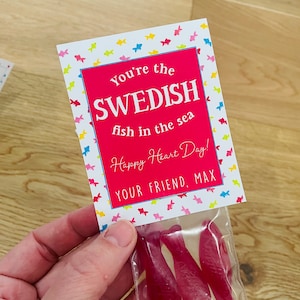 You're the
SWEDISH
fish in the sea
Happy Heart Day!
YOUR FRIEND, MAX